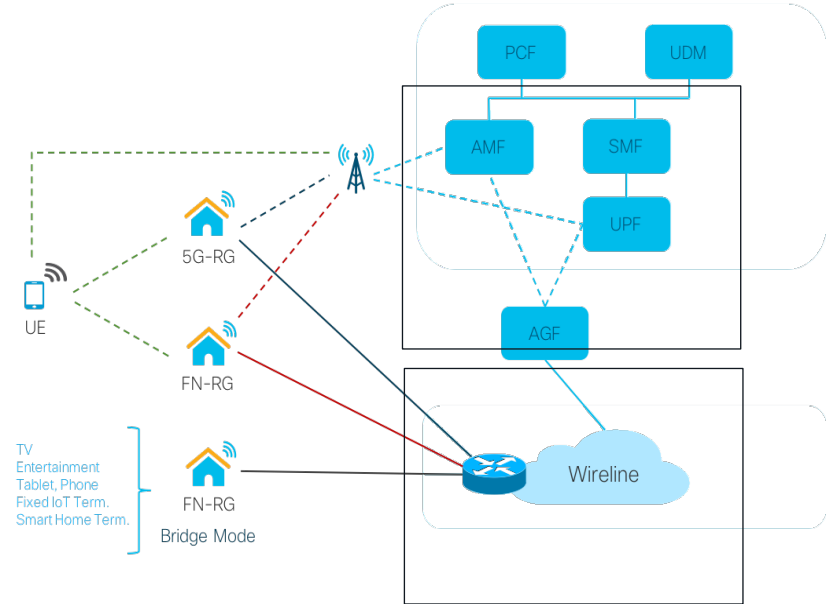 PCF
UDM
AMF
SMF
5G-RG
UPF
UE
AGF
FN-RG
TV
Entertainment
Tablet, Phone
Fixed IoT Term.
Smart Home Term.
FN-RG
Bridge Mode
Wireline